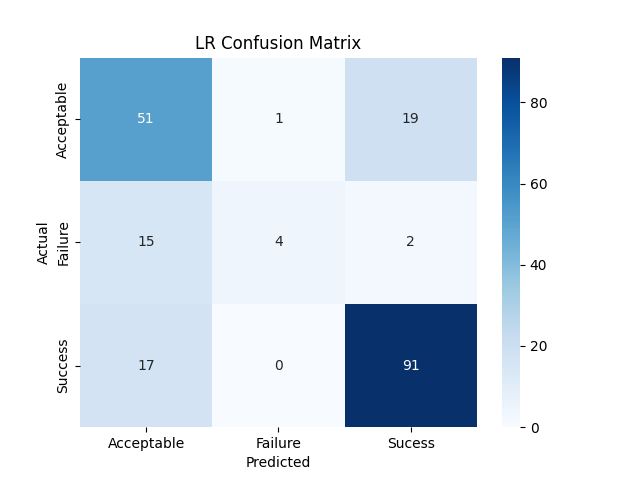 LR Confusion Matrix
Actual
Acceptable
51 1 19
Failure
15 4 2
Success
17 0 91
Acceptable Failure Sucess
Predicted
80
60
40
20
0